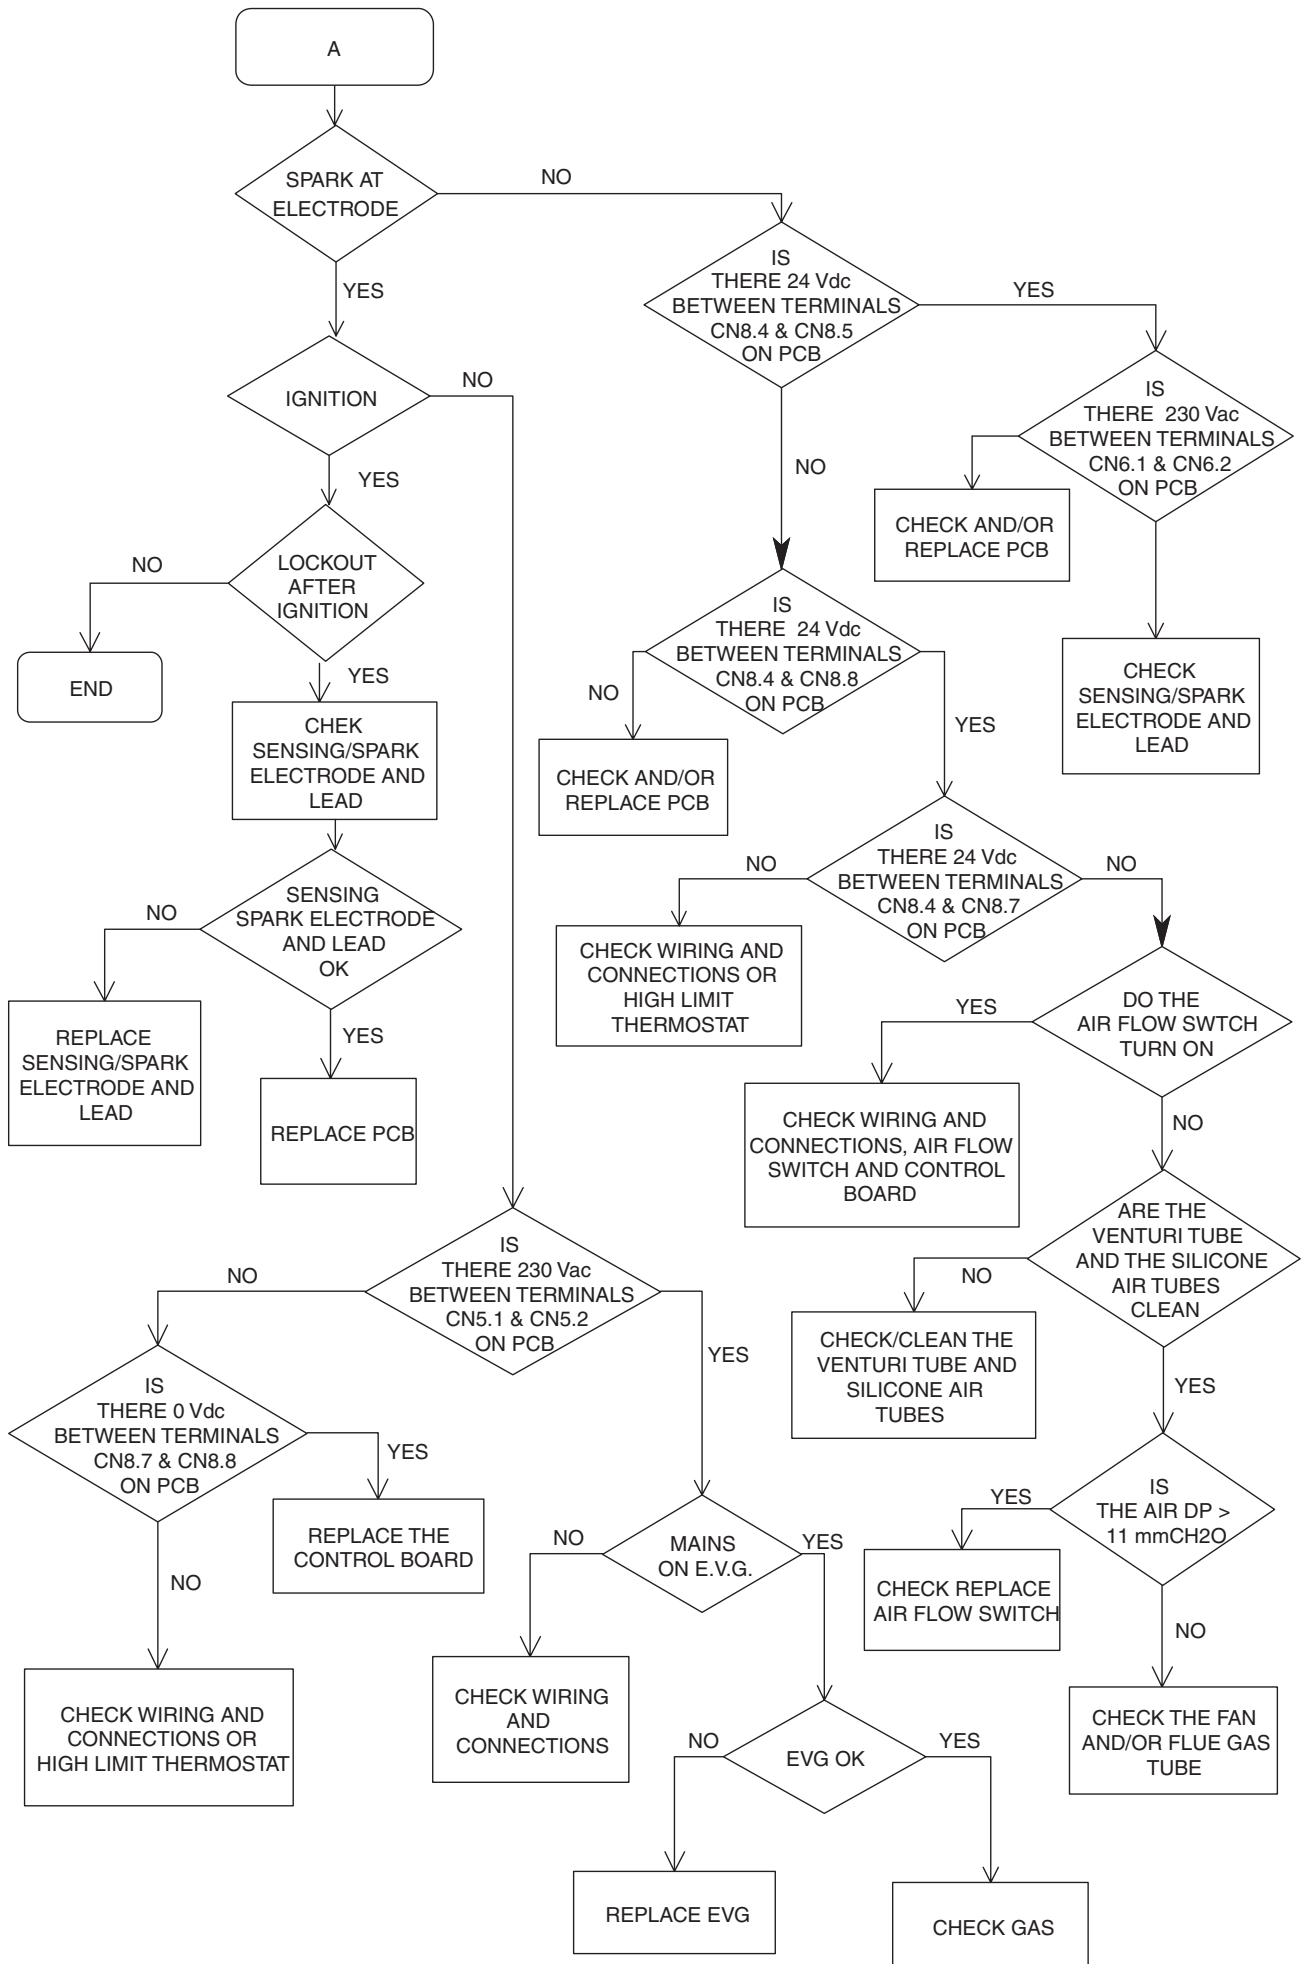 A
SPARK AT
ELECTRODE
NO
YES
IS
THERE 24 Vdc
BETWEEN TERMINALS
CN8.4 & CN8.5
ON PCB
YES
NO
IGNITION
NO
YES
IS
THERE 230 Vac
BETWEEN TERMINALS
CN6.1 & CN6.2
ON PCB
CHECK AND/OR
REPLACE PCB
CHECK
SENSING/SPARK
ELECTRODE AND
LEAD
LOCKOUT
AFTER
IGNITION
NO
END
YES
IS
THERE 24 Vdc
BETWEEN TERMINALS
CN8.4 & CN8.8
ON PCB
NO
YES
CHECK AND/OR
REPLACE PCB
CHEK
SENSING/SPARK
ELECTRODE AND
LEAD
IS
THERE 24 Vdc
BETWEEN TERMINALS
CN8.4 & CN8.7
ON PCB
NO
NO
CHECK WIRING AND
CONNECTIONS OR
HIGH LIMIT
THERMOSTAT
SENSING
SPARK ELECTRODE
AND LEAD
OK
NO
YES
REPLACE
SENSING/SPARK
ELECTRODE AND
LEAD
REPLACE PCB
DO THE
AIR FLOW SWTCH
TURN ON
YES
NO
CHECK WIRING AND
CONNECTIONS, AIR FLOW
SWITCH AND CONTROL
BOARD
ARE THE
VENTURI TUBE
AND THE SILICONE
AIR TUBES
CLEAN
NO
YES
CHECK/CLEAN THE
VENTURI TUBE AND
SILICONE AIR
TUBES
IS
THERE 230 Vac
BETWEEN TERMINALS
CN5.1 & CN5.2
ON PCB
NO
YES
IS
THERE 0 Vdc
BETWEEN TERMINALS
CN8.7 & CN8.8
ON PCB
YES
NO
REPLACE THE
CONTROL BOARD
CHECK WIRING AND
CONNECTIONS OR
HIGH LIMIT THERMOSTAT
MAINS
ON E.V.G.
NO
YES
CHECK WIRING
AND
CONNECTIONS
IS
THE AIR DP >
11 mmCH2O
YES
NO
CHECK REPLACE
AIR FLOW SWITCH
CHECK THE FAN
AND/OR FLUE GAS
TUBE
EVG OK
NO
YES
REPLACE EVG
CHECK GAS